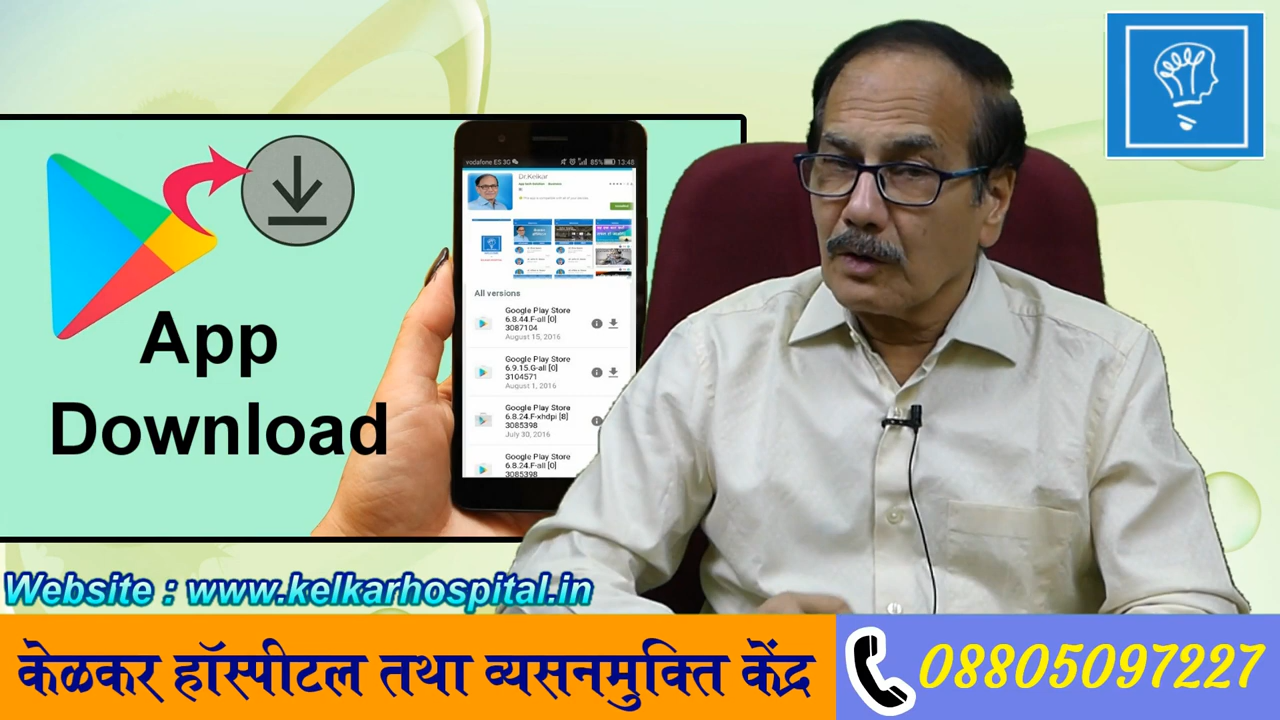 App
Download
vodafone ES 3G
85% 13:48
Dr.Kelkar
All versions
Google Play Store
6.8.44.F-all [0]
3087104
August 15, 2016
Google Play Store
6.9.15.G-all [0]
3104571
August 1, 2016
Google Play Store
6.8.24.F-xhdpi [8]
3085398
July 30, 2016
Google Play Store
6.8.24.F-all [0]
3085398
Website : www.kelkarhospital.in
केळकर हॉस्पीटल तथा व्यसनमुक्ति केंद्र
08805097227